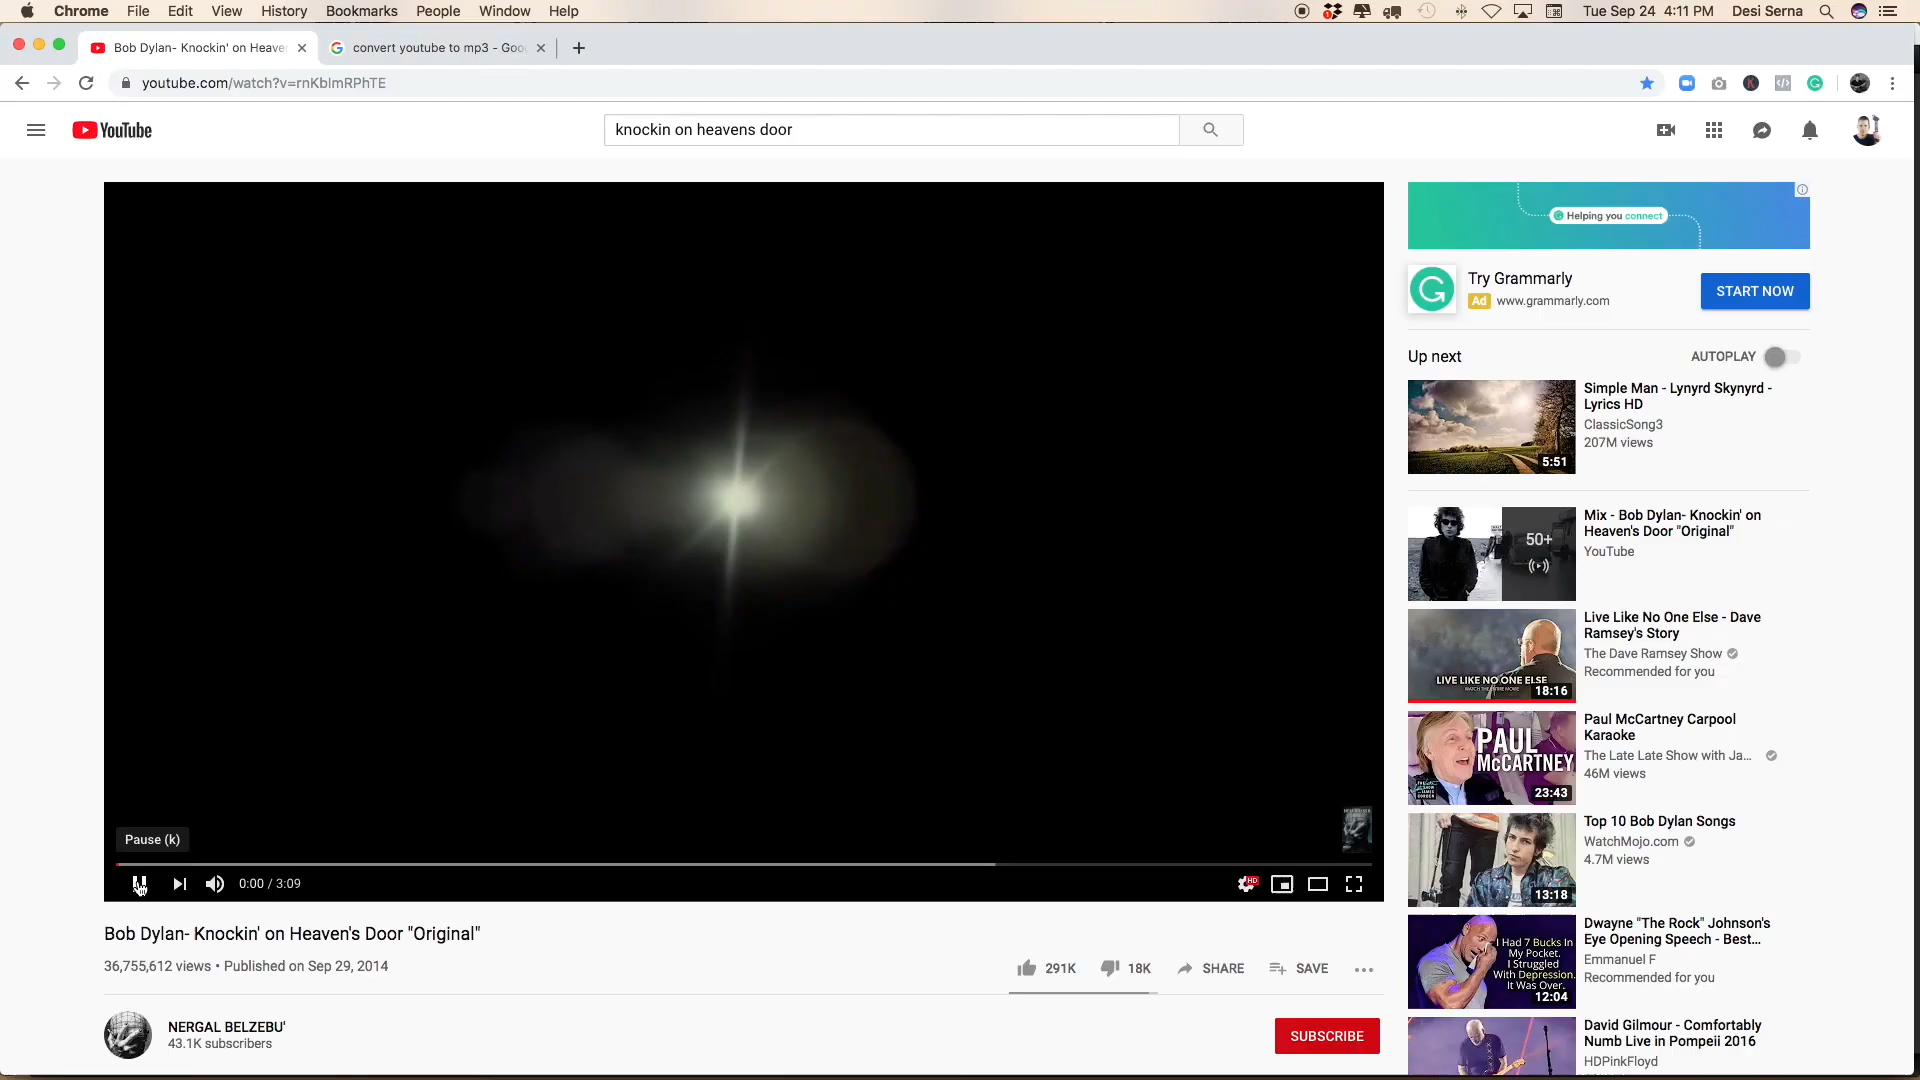 Chrome File Edit View History Bookmarks People Window Help
Tue Sep 24 4:11 PM Desi Serna
Bob Dylan- Knockin' on Heaven
convert youtube to mp3 - Goo
youtube.com/watch?v=rnKblmRPhTE
YouTube
knockin on heavens door
Helping you connect
Try Grammarly
Ad www.grammarly.com
START NOW
Up next
AUTOPLAY
Simple Man - Lynyrd Skynyrd -
Lyrics HD
ClassicSong3
207M views
5:51
Mix - Bob Dylan- Knockin' on
Heaven's Door "Original"
YouTube
50+
Live Like No One Else - Dave
Ramsey's Story
The Dave Ramsey Show
Recommended for you
LIVE LIKE NO ONE ELSE
18:16
Paul McCartney Carpool
Karaoke
The Late Late Show with Ja...
46M views
PAUL
McCARTNEY
23:43
Top 10 Bob Dylan Songs
WatchMojo.com
4.7M views
13:18
Dwayne "The Rock" Johnson's
Eye Opening Speech - Best...
Emmanuel F
Recommended for you
I Had 7 Bucks In
My Pocket.
I Struggled
With Depression.
It Was Over.
12:04
David Gilmour - Comfortably
Numb Live in Pompeii 2016
HDPinkFloyd
Pause (k)
0:00 / 3:09
HD
Bob Dylan- Knockin' on Heaven's Door "Original"
36,755,612 views • Published on Sep 29, 2014
291K 18K SHARE SAVE
NERGAL BELZEBU'
43.1K subscribers
SUBSCRIBE